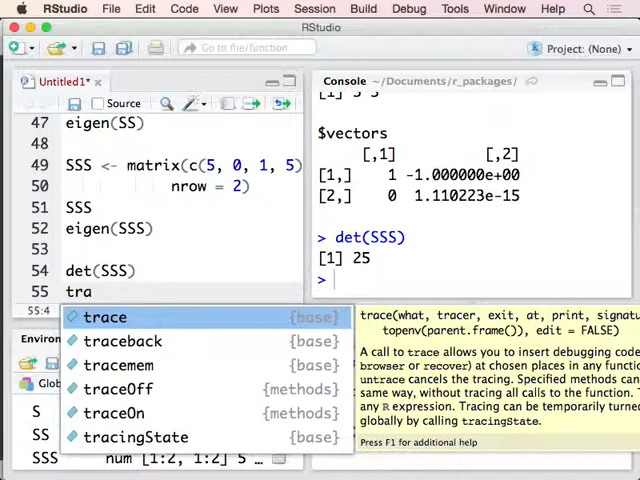 RStudio File Edit Code View Plots Session Build Debug Tools Window Help
RStudio
Go to file/function
Project: (None)
Untitled1*
Source
47 eigen(SS)
48
49 SSS <- matrix(c(5, 0, 1, 5)
50 nrow = 2)
51 SSS
52 eigen(SSS)
53
54 det(SSS)
55 tra
55:4
trace {base}
traceback {base}
tracemem {base}
traceOff {methods}
traceOn {methods}
tracingState {base}
Environ
Glob
S
SS
SSS num [1:2, 1:2] 5 …
Console ~/Documents/r_packages/
[1] 5 5
$vectors
[,1] [,2]
[1,] 1 -1.000000e+00
[2,] 0 1.110223e-15
> det(SSS)
[1] 25
>
trace(what, tracer, exit, at, print, signatu
topenv(parent.frame()), edit = FALSE)
A call to trace allows you to insert debugging code
browser or recover) at chosen places in any functio
untrace cancels the tracing. Specified methods can
same way, without tracing all calls to the function. T
any R expression. Tracing can be temporarily turned
globally by calling tracingState.
Press F1 for additional help